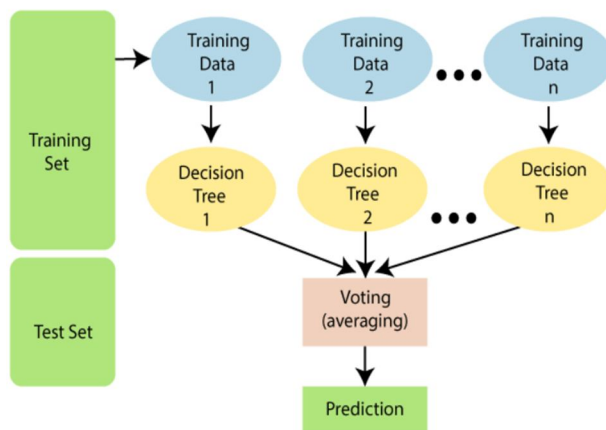 Training
Set
Test Set
Training
Data
1
Training
Data
2
Training
Data
n
Decision
Tree
1
Decision
Tree
2
Decision
Tree
n
Voting
(averaging)
Prediction